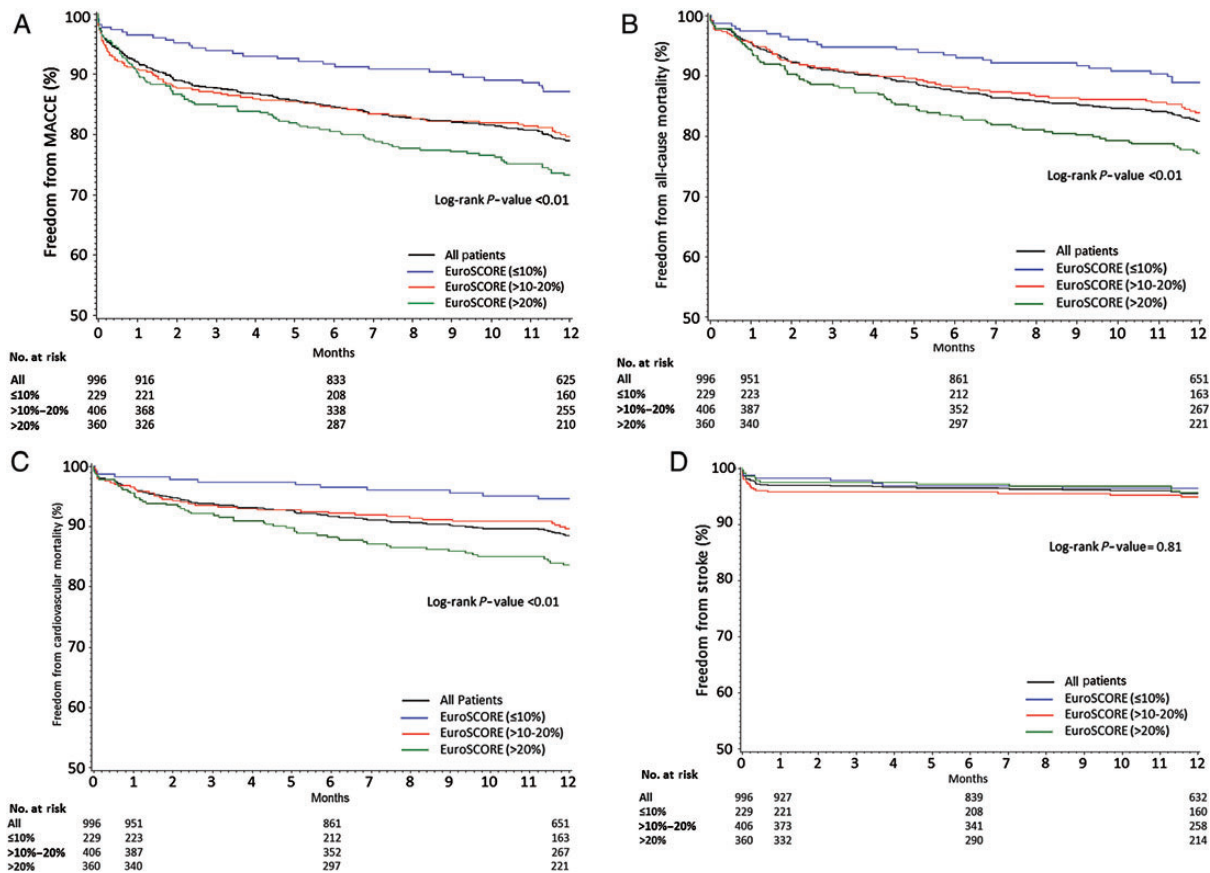 A
Freedom from MACCE (%)
100
90
80
70
60
50
Log-rank P-value <0.01
All patients
EuroSCORE (≤10%)
EuroSCORE (>10-20%)
EuroSCORE (>20%)
0 1 2 3 4 5 6 7 8 9 10 11 12
Months
No. at risk
All 996 916 833 625
≤10% 229 221 208 160
>10%–20% 406 368 338 255
>20% 360 326 287 210
B
Freedom from all-cause mortality (%)
100
90
80
70
60
50
Log-rank P-value <0.01
All patients
EuroSCORE (≤10%)
EuroSCORE (>10-20%)
EuroSCORE (>20%)
0 1 2 3 4 5 6 7 8 9 10 11 12
Months
No. at risk
All 996 951 861 651
≤10% 229 223 212 163
>10%–20% 406 387 352 267
>20% 360 340 297 221
C
Freedom from cardiovascular mortality (%)
100
90
80
70
60
50
Log-rank P-value <0.01
All Patients
EuroSCORE (≤10%)
EuroSCORE (>10-20%)
EuroSCORE (>20%)
0 1 2 3 4 5 6 7 8 9 10 11 12
Months
No. at risk
All 996 951 861 651
≤10% 229 223 212 163
>10%–20% 406 387 352 267
>20% 360 340 297 221
D
Freedom from stroke (%)
100
90
80
70
60
50
Log-rank P-value = 0.81
All patients
EuroSCORE (≤10%)
EuroSCORE (>10-20%)
EuroSCORE (>20%)
0 1 2 3 4 5 6 7 8 9 10 11 12
Months
No. at risk
All 996 927 839 632
≤10% 229 221 208 160
>10%–20% 406 373 341 258
>20% 360 332 290 214